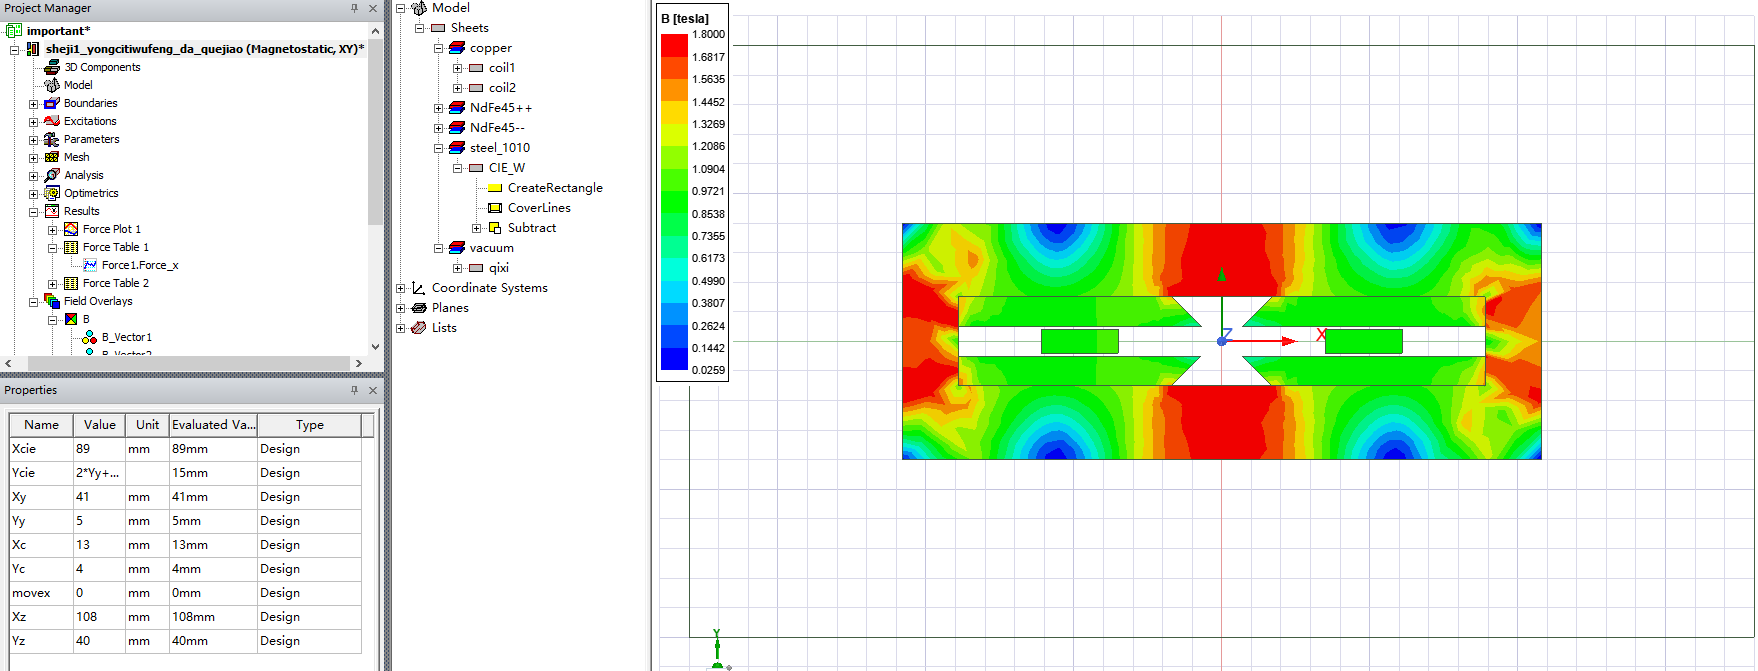 Project Manager
important*
sheji1_yongcitiwufeng_da_quejiao (Magnetostatic, XY)*
3D Components
Model
Boundaries
Excitations
Parameters
Mesh
Analysis
Optimetrics
Results
Force Plot 1
Force Table 1
Force1.Force_x
Force Table 2
Field Overlays
B
B_Vector1
B_Vector2
Properties
Name Value Unit Evaluated Va... Type
Xcie 89 mm 89mm Design
Ycie 2*Yy+... 15mm Design
Xy 41 mm 41mm Design
Yy 5 mm 5mm Design
Xc 13 mm 13mm Design
Yc 4 mm 4mm Design
movex 0 mm 0mm Design
Xz 108 mm 108mm Design
Yz 40 mm 40mm Design
Model
Sheets
copper
coil1
coil2
NdFe45++
NdFe45--
steel_1010
CIE_W
CreateRectangle
CoverLines
Subtract
vacuum
qixi
Coordinate Systems
Planes
Lists
B [tesla]
1.8000
1.6817
1.5635
1.4452
1.3269
1.2086
1.0904
0.9721
0.8538
0.7355
0.6173
0.4990
0.3807
0.2624
0.1442
0.0259
Z
X
Y